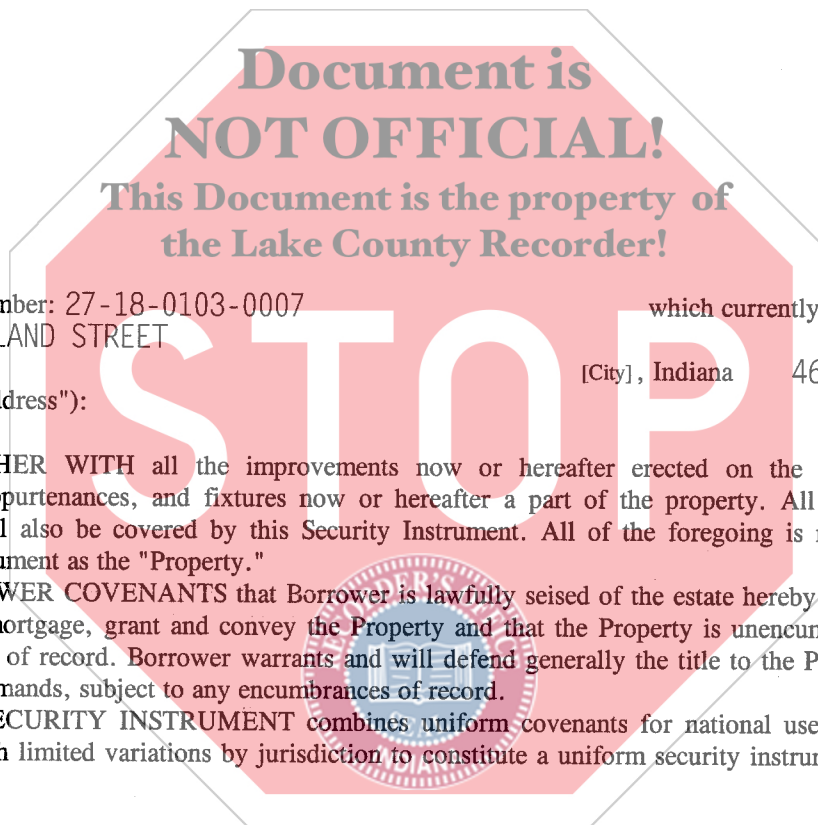 Document is
NOT OFFICIAL!
This Document is the property of
the Lake County Recorder!
STOP
mber: 27-18-0103-0007 which currently
LAND STREET
[City] , Indiana 46
ddress"):
HER WITH all the improvements now or hereafter erected on the
purtenances, and fixtures now or hereafter a part of the property. All
l also be covered by this Security Instrument. All of the foregoing is
ument as the "Property."
WER COVENANTS that Borrower is lawfully seised of the estate hereby
ortgage, grant and convey the Property and that the Property is unencum
of record. Borrower warrants and will defend generally the title to the P
mands, subject to any encumbrances of record.
ECURITY INSTRUMENT combines uniform covenants for national use
h limited variations by jurisdiction to constitute a uniform security instrum
RECORDER'S OFFIC
INDIANA